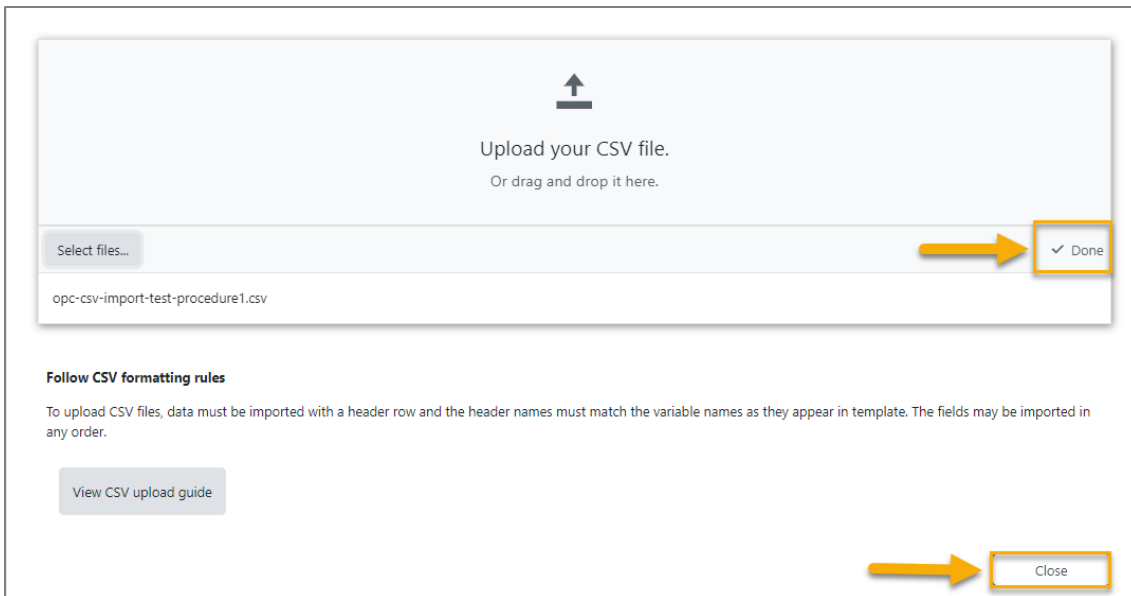 Upload your CSV file.
Or drag and drop it here.
Select files...
✓ Done
opc-csv-import-test-procedure1.csv
Follow CSV formatting rules
To upload CSV files, data must be imported with a header row and the header names must match the variable names as they appear in template. The fields may be imported in
any order.
View CSV upload guide
Close